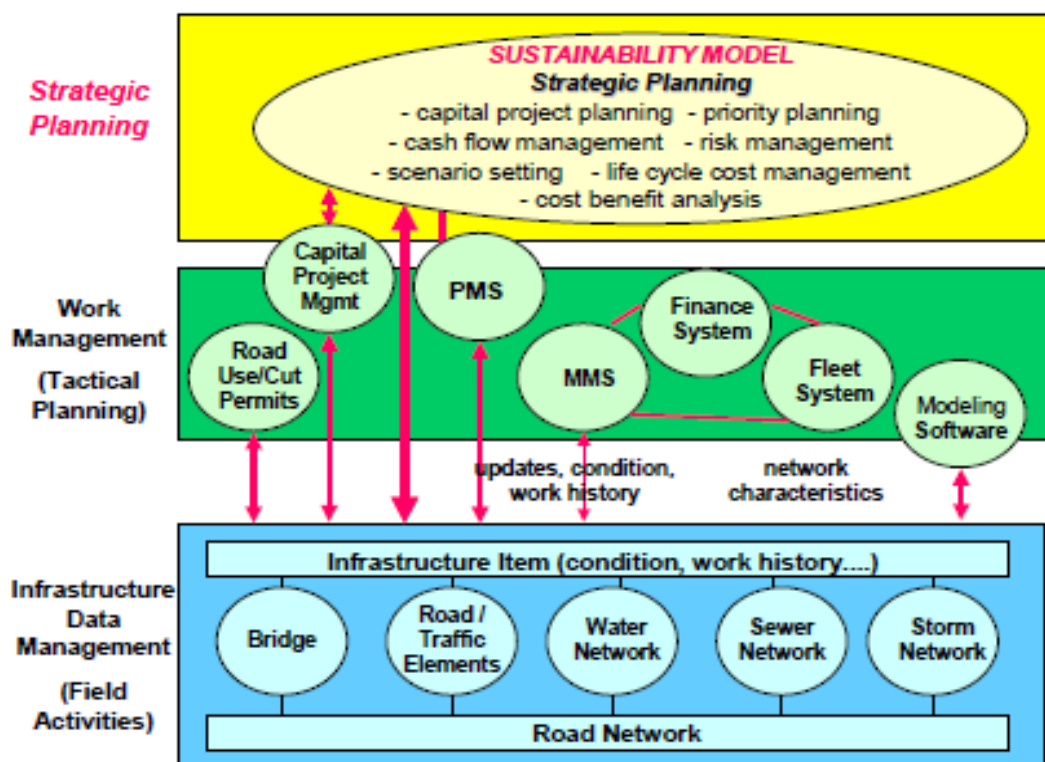 SUSTAINABILITY MODEL
Strategic Planning
- capital project planning - priority planning
- cash flow management - risk management
- scenario setting - life cycle cost management
- cost benefit analysis
Strategic
Planning
Capital
Project
Mgmt
PMS
Finance
System
Work
Management
(Tactical
Planning)
Road
Use/Cut
Permits
MMS
Fleet
System
Modeling
Software
updates, condition,
work history
network
characteristics
Infrastructure
Data
Management
(Field
Activities)
Infrastructure Item (condition, work history....)
Bridge
Road /
Traffic
Elements
Water
Network
Sewer
Network
Storm
Network
Road Network